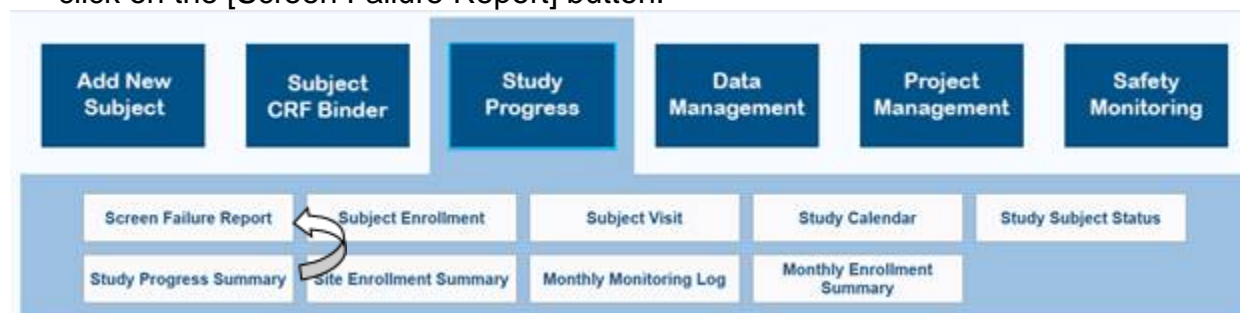 click on the [Screen Failure Report] button.
Add New
Subject
Subject
CRF Binder
Study
Progress
Data
Management
Project
Management
Safety
Monitoring
Screen Failure Report
Subject Enrollment
Subject Visit
Study Calendar
Study Subject Status
Study Progress Summary
Site Enrollment Summary
Monthly Monitoring Log
Monthly Enrollment
Summary